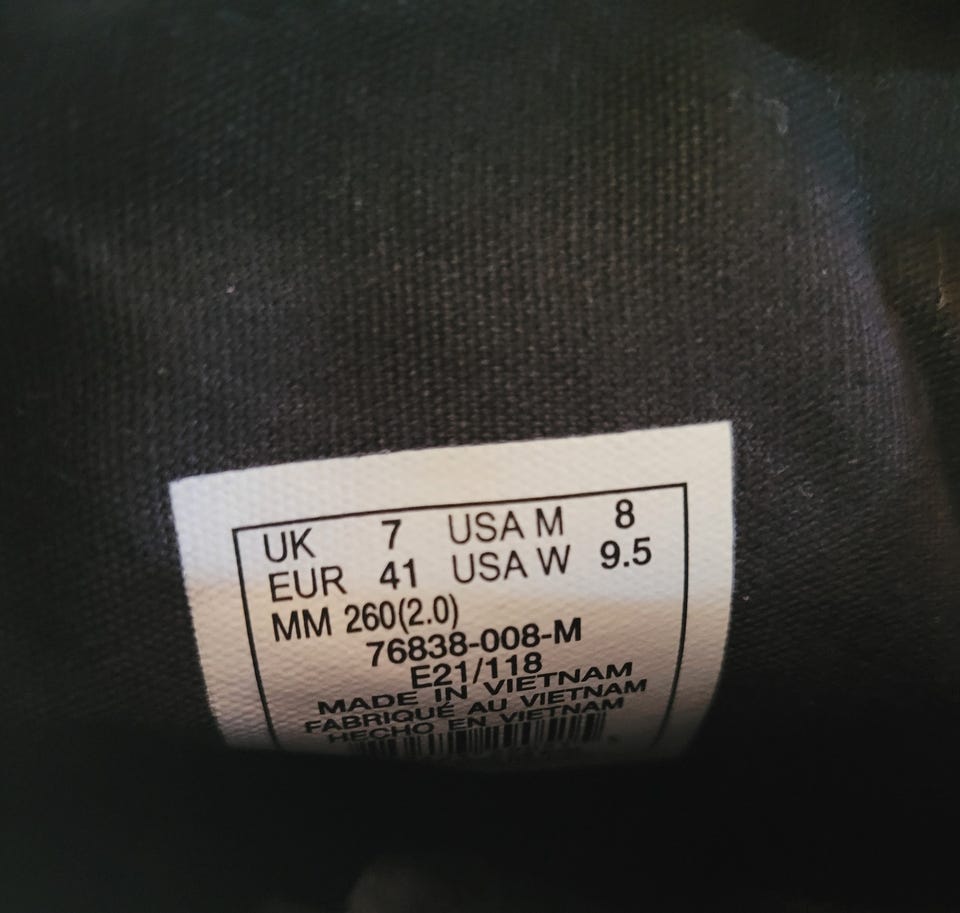 UK 7 USA M 8
EUR 41 USA W 9.5
MM 260(2.0)
76838-008-M
E21/118
MADE IN VIETNAM
FABRIQUÉ AU VIETNAM
HECHO EN VIETNAM